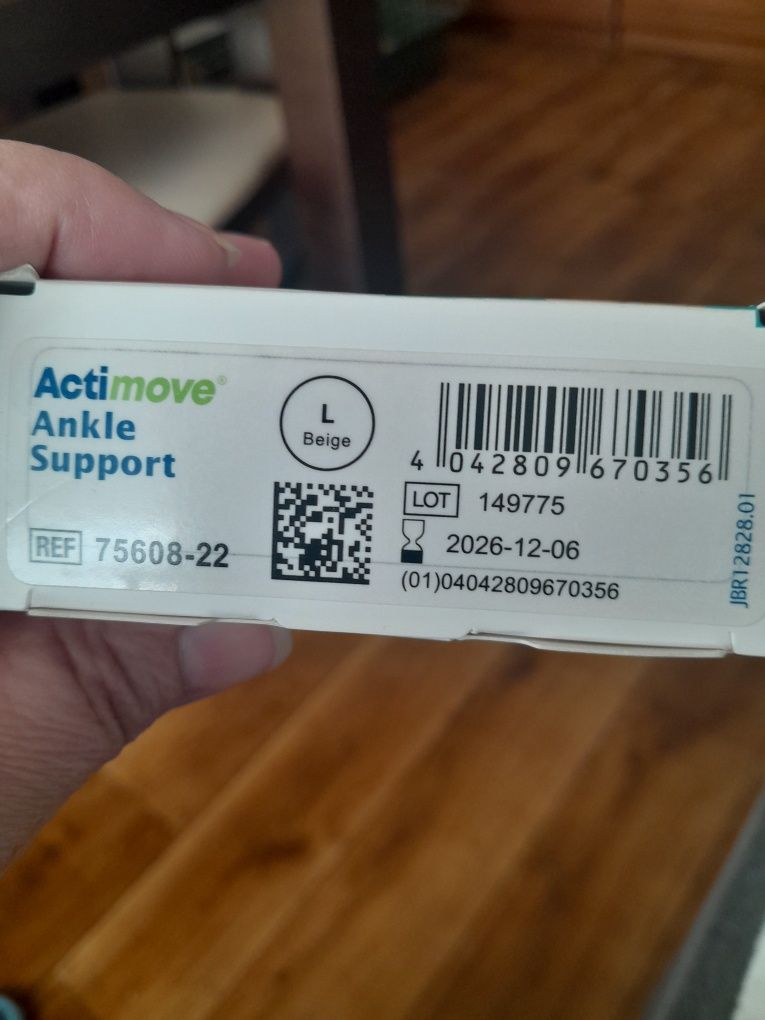 Actimove®
Ankle
Support
REF 75608-22
L
Beige
4 042809 670356
LOT 149775
2026-12-06
(01)04042809670356
JBR12828.01